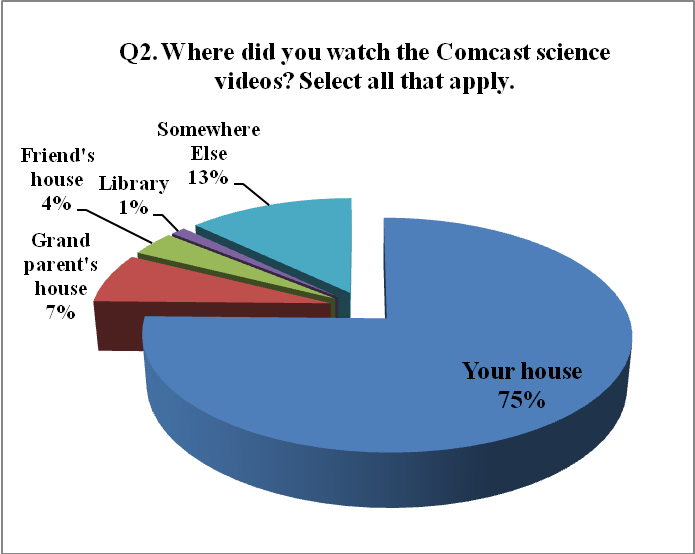 Q2. Where did you watch the Comcast science
videos? Select all that apply.
Somewhere
Else
13%
Friend's
house
4%
Library
1%
Grand
parent's
house
7%
Your house
75%